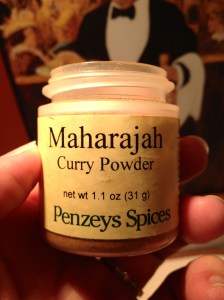 Maharajah
Curry Powder
net wt 1.1 oz (31 g)
Penzeys Spices